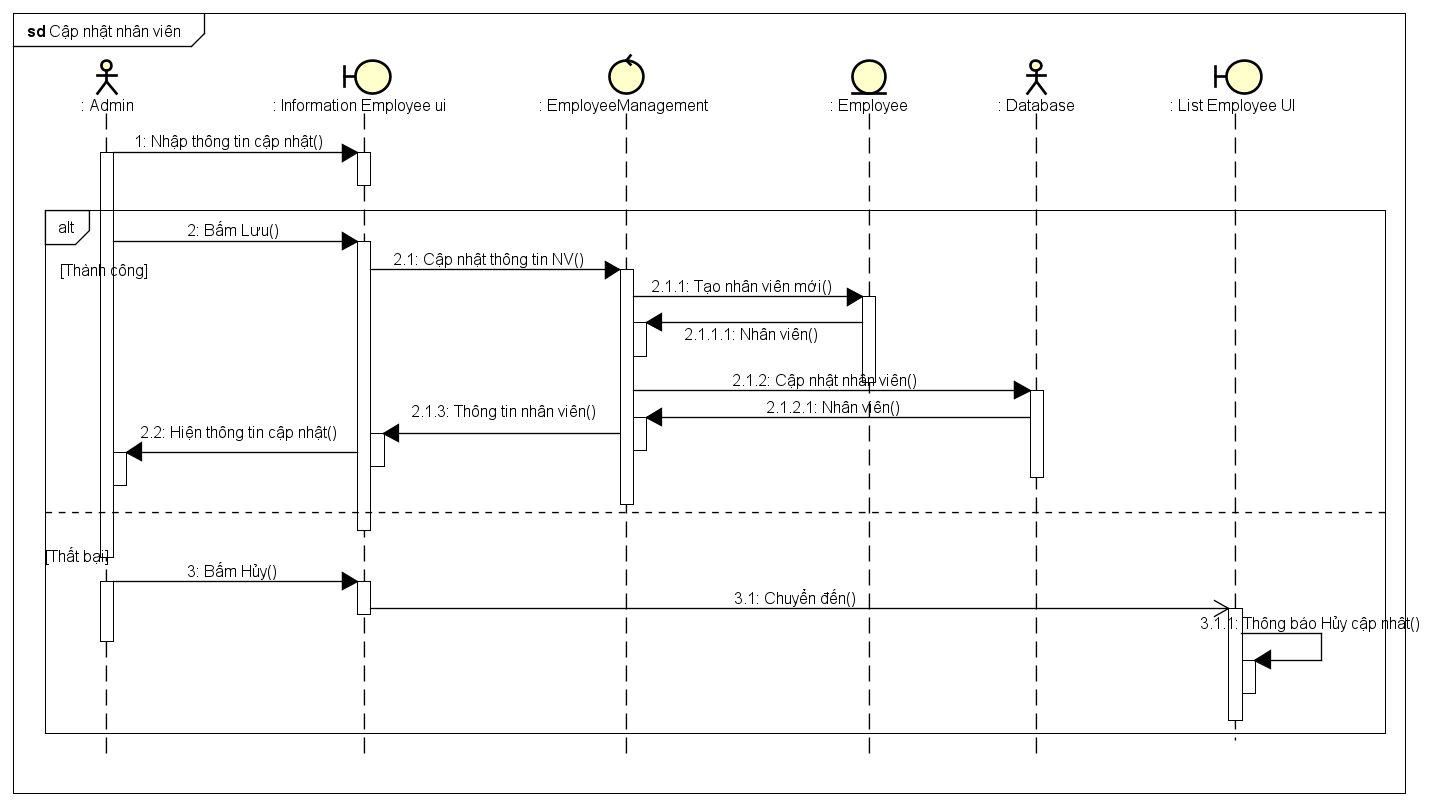 sd Cập nhật nhân viên
: Admin
: Information Employee ui
: EmployeeManagement
: Employee
: Database
: List Employee UI
1: Nhập thông tin cập nhật()
alt
2: Bấm Lưu()
2.1: Cập nhật thông tin NV()
[Thành công]
2.1.1: Tạo nhân viên mới()
2.1.1.1: Nhân viên()
2.1.2: Cập nhật nhân viên()
2.1.2.1: Nhân viên()
2.1.3: Thông tin nhân viên()
2.2: Hiện thông tin cập nhật()
[Thất bại]
3: Bấm Hủy()
3.1: Chuyển đến()
3.1.1: Thông báo Hủy cập nhât()